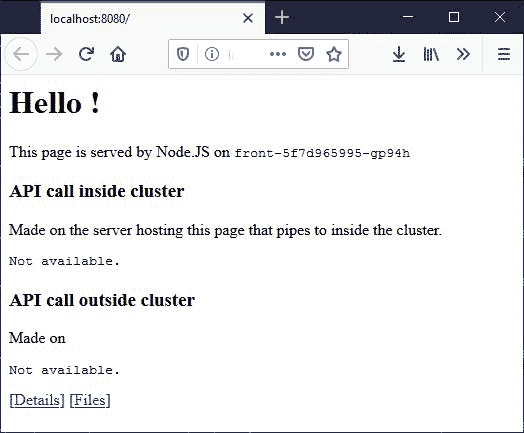 localhost:8080/
Hello !
This page is served by Node.JS on front-5f7d965995-gp94h
API call inside cluster
Made on the server hosting this page that pipes to inside the cluster.
Not available.
API call outside cluster
Made on
Not available.
[Details] [Files]